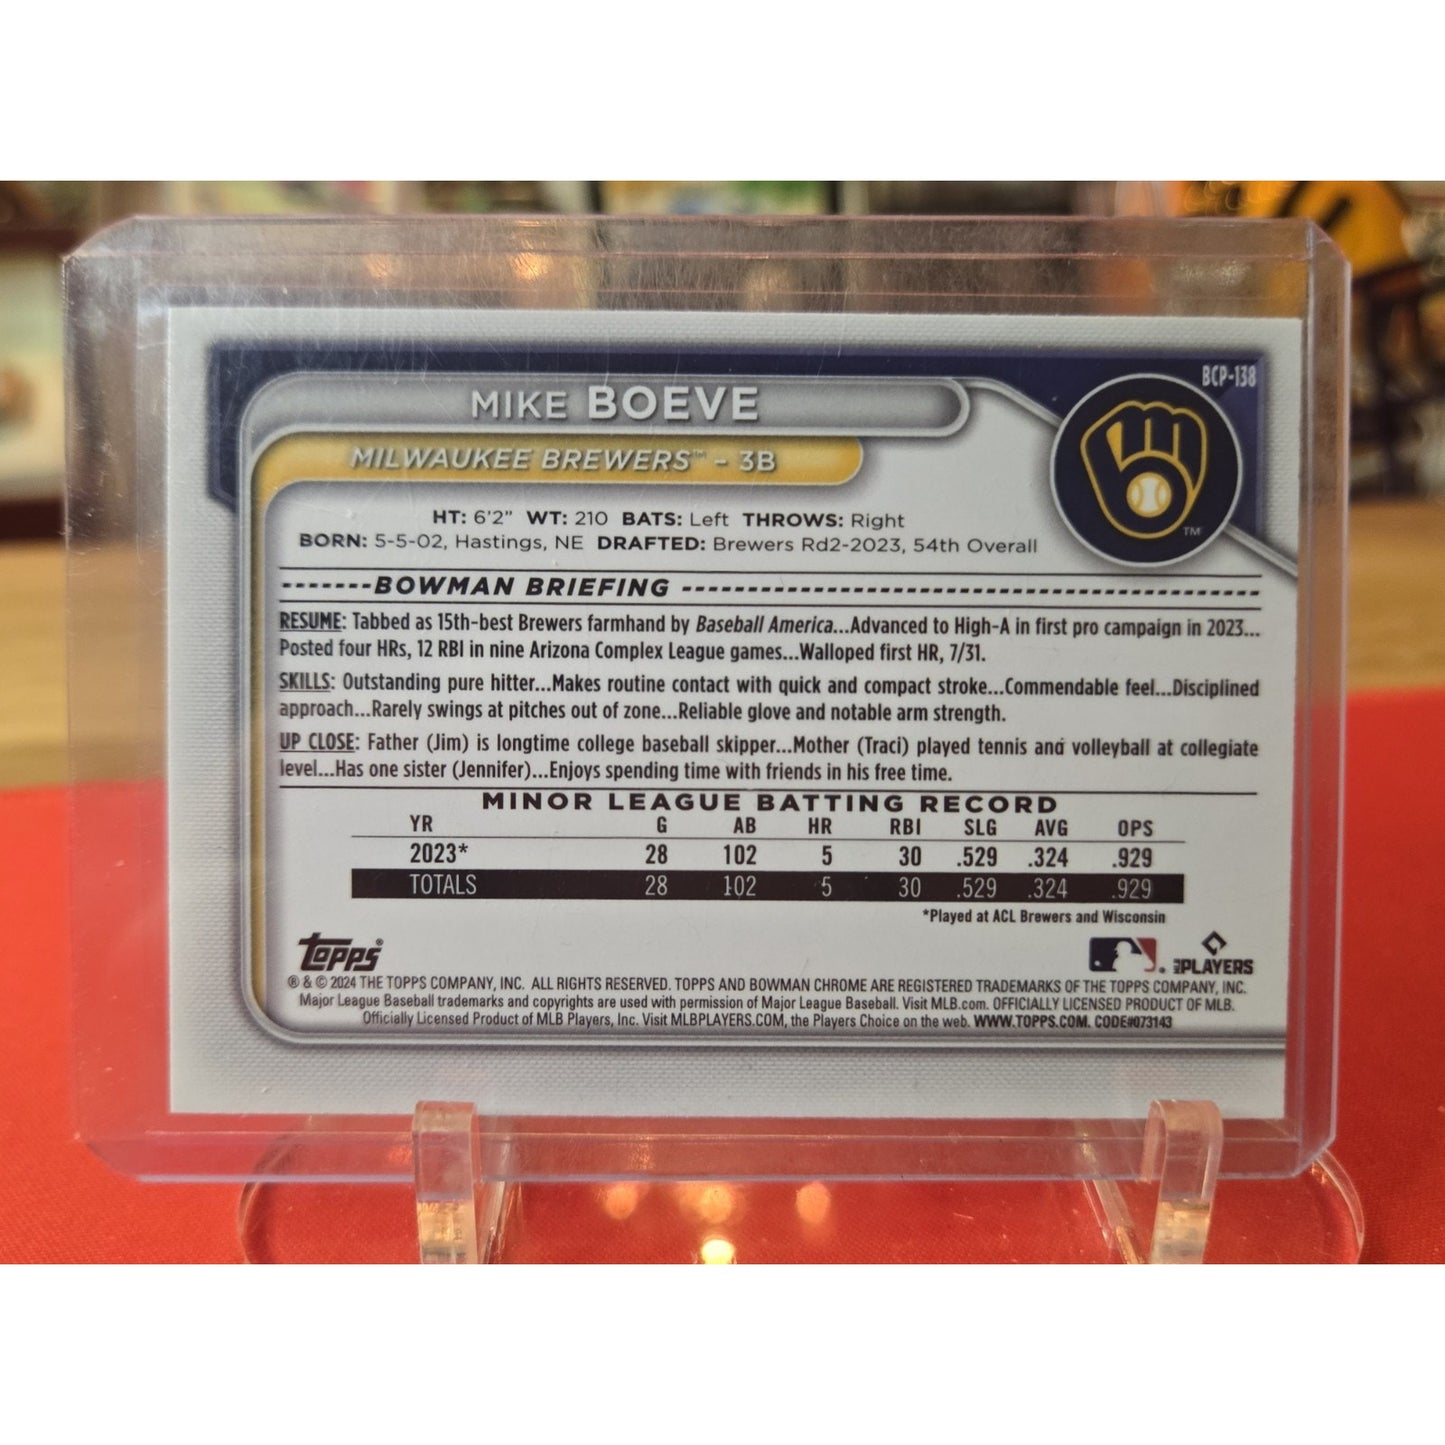 BCP-138
MIKE BOEVE
MILWAUKEE BREWERS™ - 3B
TM
HT: 6'2" WT: 210 BATS: Left THROWS: Right
BORN: 5-5-02, Hastings, NE DRAFTED: Brewers Rd2-2023, 54th Overall
BOWMAN BRIEFING
RESUME: Tabbed as 15th-best Brewers farmhand by Baseball America...Advanced to High-A in first pro campaign in 2023...
Posted four HRs, 12 RBI in nine Arizona Complex League games...Walloped first HR, 7/31.
SKILLS: Outstanding pure hitter...Makes routine contact with quick and compact stroke...Commendable feel...Disciplined
approach...Rarely swings at pitches out of zone...Reliable glove and notable arm strength.
UP CLOSE: Father (Jim) is longtime college baseball skipper...Mother (Traci) played tennis and volleyball at collegiate
level...Has one sister (Jennifer)...Enjoys spending time with friends in his free time.
MINOR LEAGUE BATTING RECORD
YR G AB HR RBI SLG AVG OPS
2023* 28 102 5 30 .529 .324 .929
TOTALS 28 102 5 30 .529 .324 .929
*Played at ACL Brewers and Wisconsin
Topps®
MLB PLAYERS
® & © 2024 THE TOPPS COMPANY, INC. ALL RIGHTS RESERVED. TOPPS AND BOWMAN CHROME ARE REGISTERED TRADEMARKS OF THE TOPPS COMPANY, INC.
Major League Baseball trademarks and copyrights are used with permission of Major League Baseball. Visit MLB.com. OFFICIALLY LICENSED PRODUCT OF MLB.
Officially Licensed Product of MLB Players, Inc. Visit MLBPLAYERS.COM, the Players Choice on the web. WWW.TOPPS.COM. CODE#073143